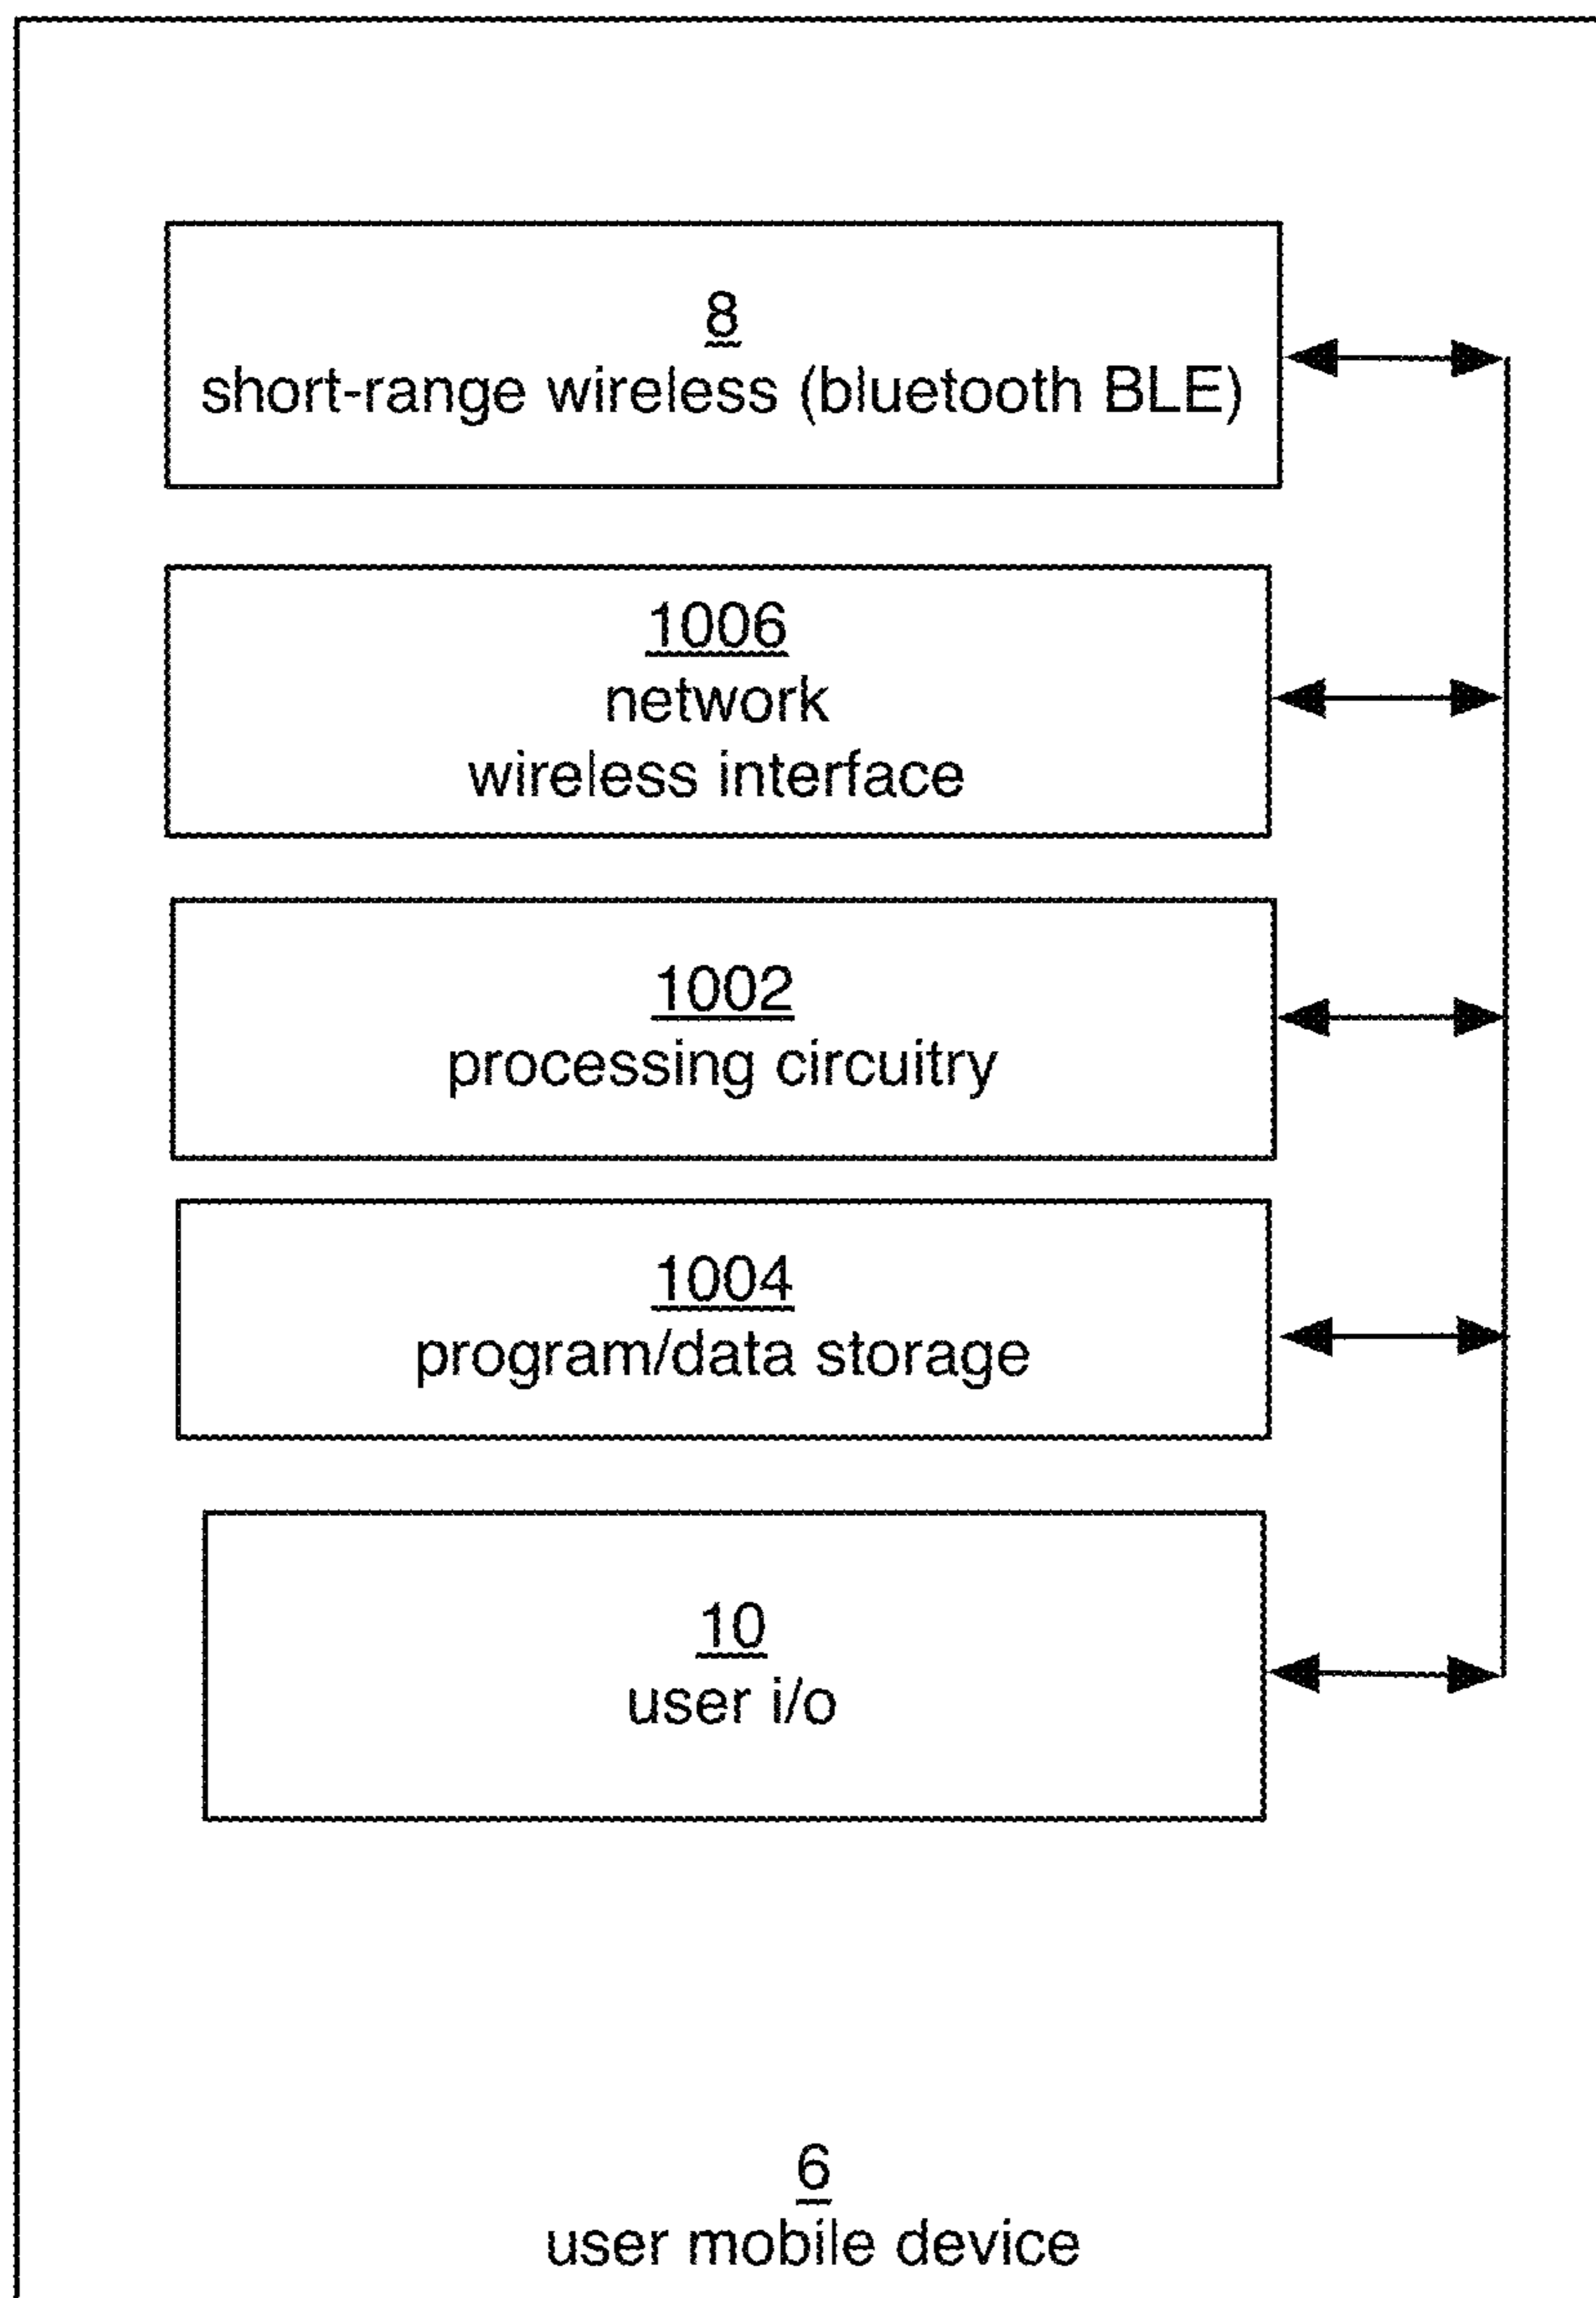 8
short-range wireless (bluetooth BLE)
1006
network
wireless interface
1002
processing circuitry
1004
program/data storage
10
user i/o
6
user mobile device